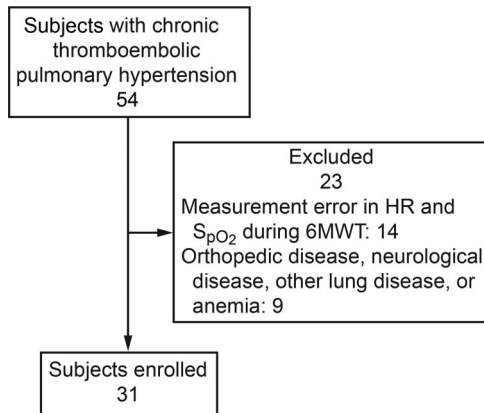 Subjects with chronic
thromboembolic
pulmonary hypertension
54
Excluded
23
Measurement error in HR and
SpO2 during 6MWT: 14
Orthopedic disease, neurological
disease, other lung disease, or
anemia: 9
Subjects enrolled
31